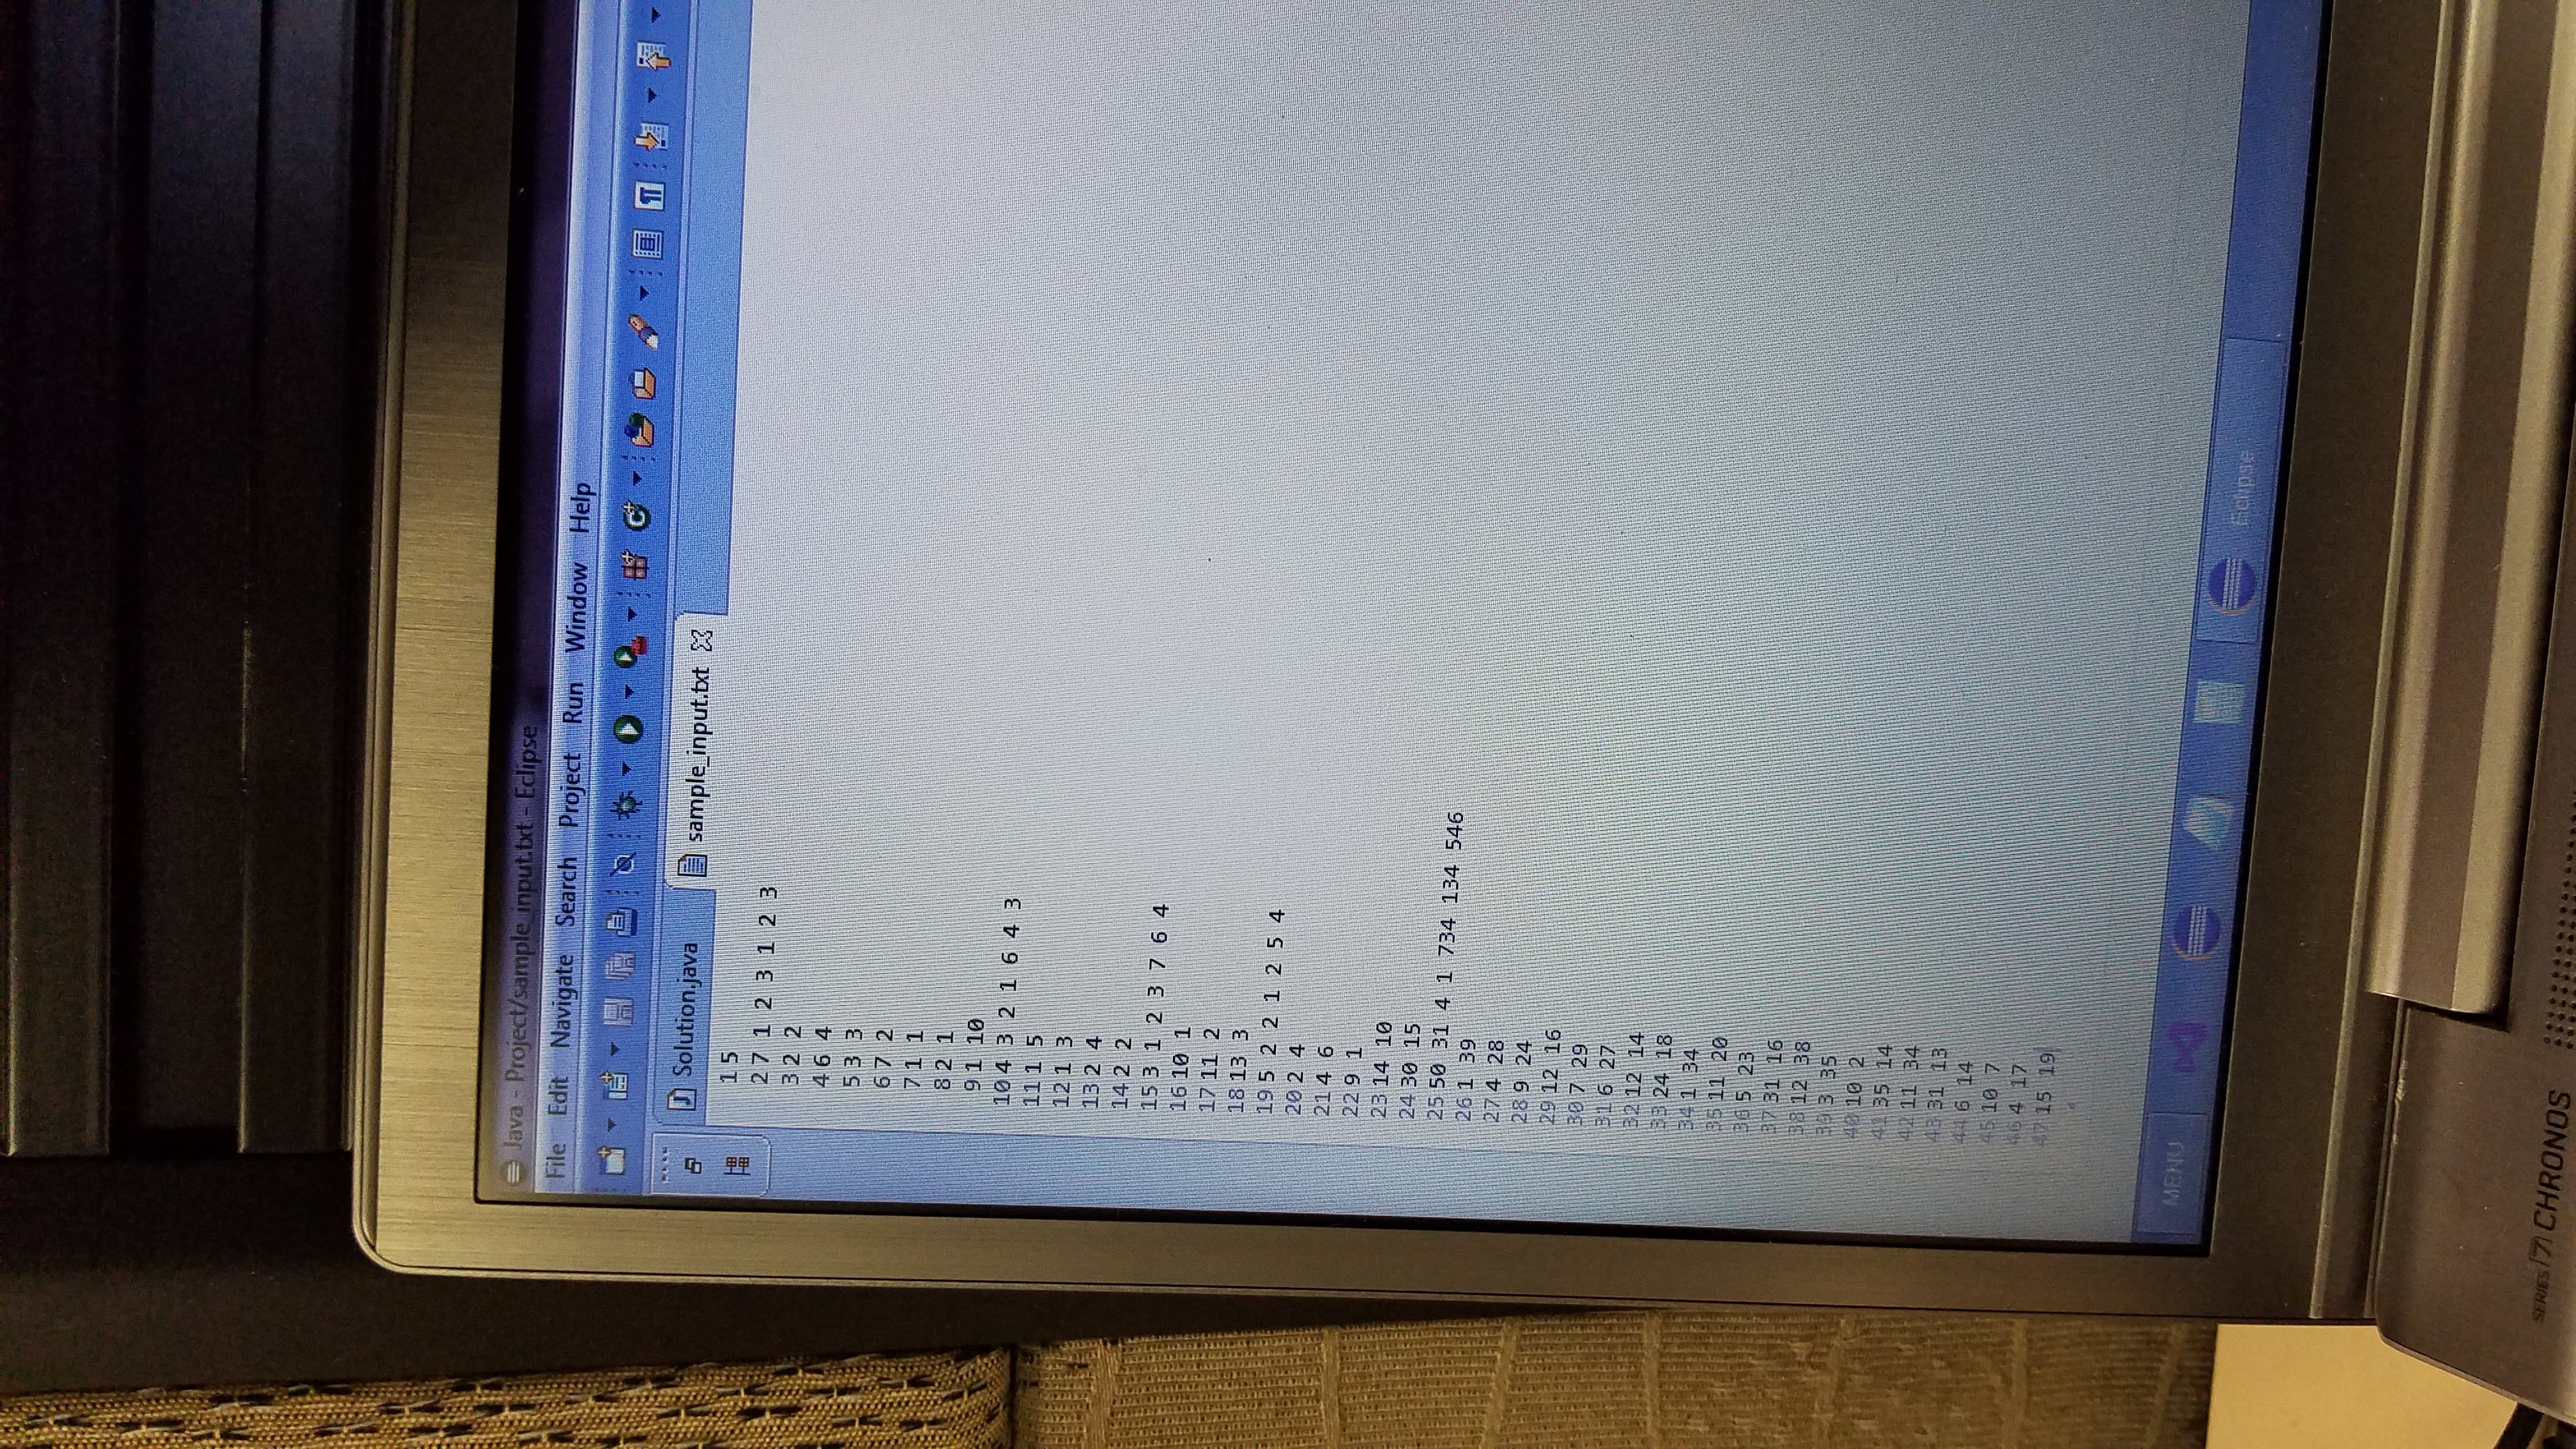 Java - Project/sample_input.txt - Eclipse
File Edit Navigate Search Project Run Window Help
Solution.java sample_input.txt
1 5
2 7 1 2 3 1 2 3
3 2 2
4 6 4
5 3 3
6 7 2
7 1 1
8 2 1
9 1 10
10 4 3 2 1 6 4 3
11 1 5
12 1 3
13 2 4
14 2 2
15 3 1 2 3 7 6 4
16 10 1
17 11 2
18 13 3
19 5 2 2 1 2 5 4
20 2 4
21 4 6
22 9 1
23 14 10
24 30 15
25 50 31 4 1 734 134 546
26 1 39
27 4 28
28 9 24
29 12 16
30 7 29
31 6 27
32 12 14
33 24 18
34 1 34
35 11 20
36 5 23
37 31 16
38 12 38
39 3 35
40 10 2
41 35 14
42 11 34
43 31 13
44 6 14
45 10 7
46 4 17
47 15 19
MENU Eclipse
SERIES 7 CHRONOS